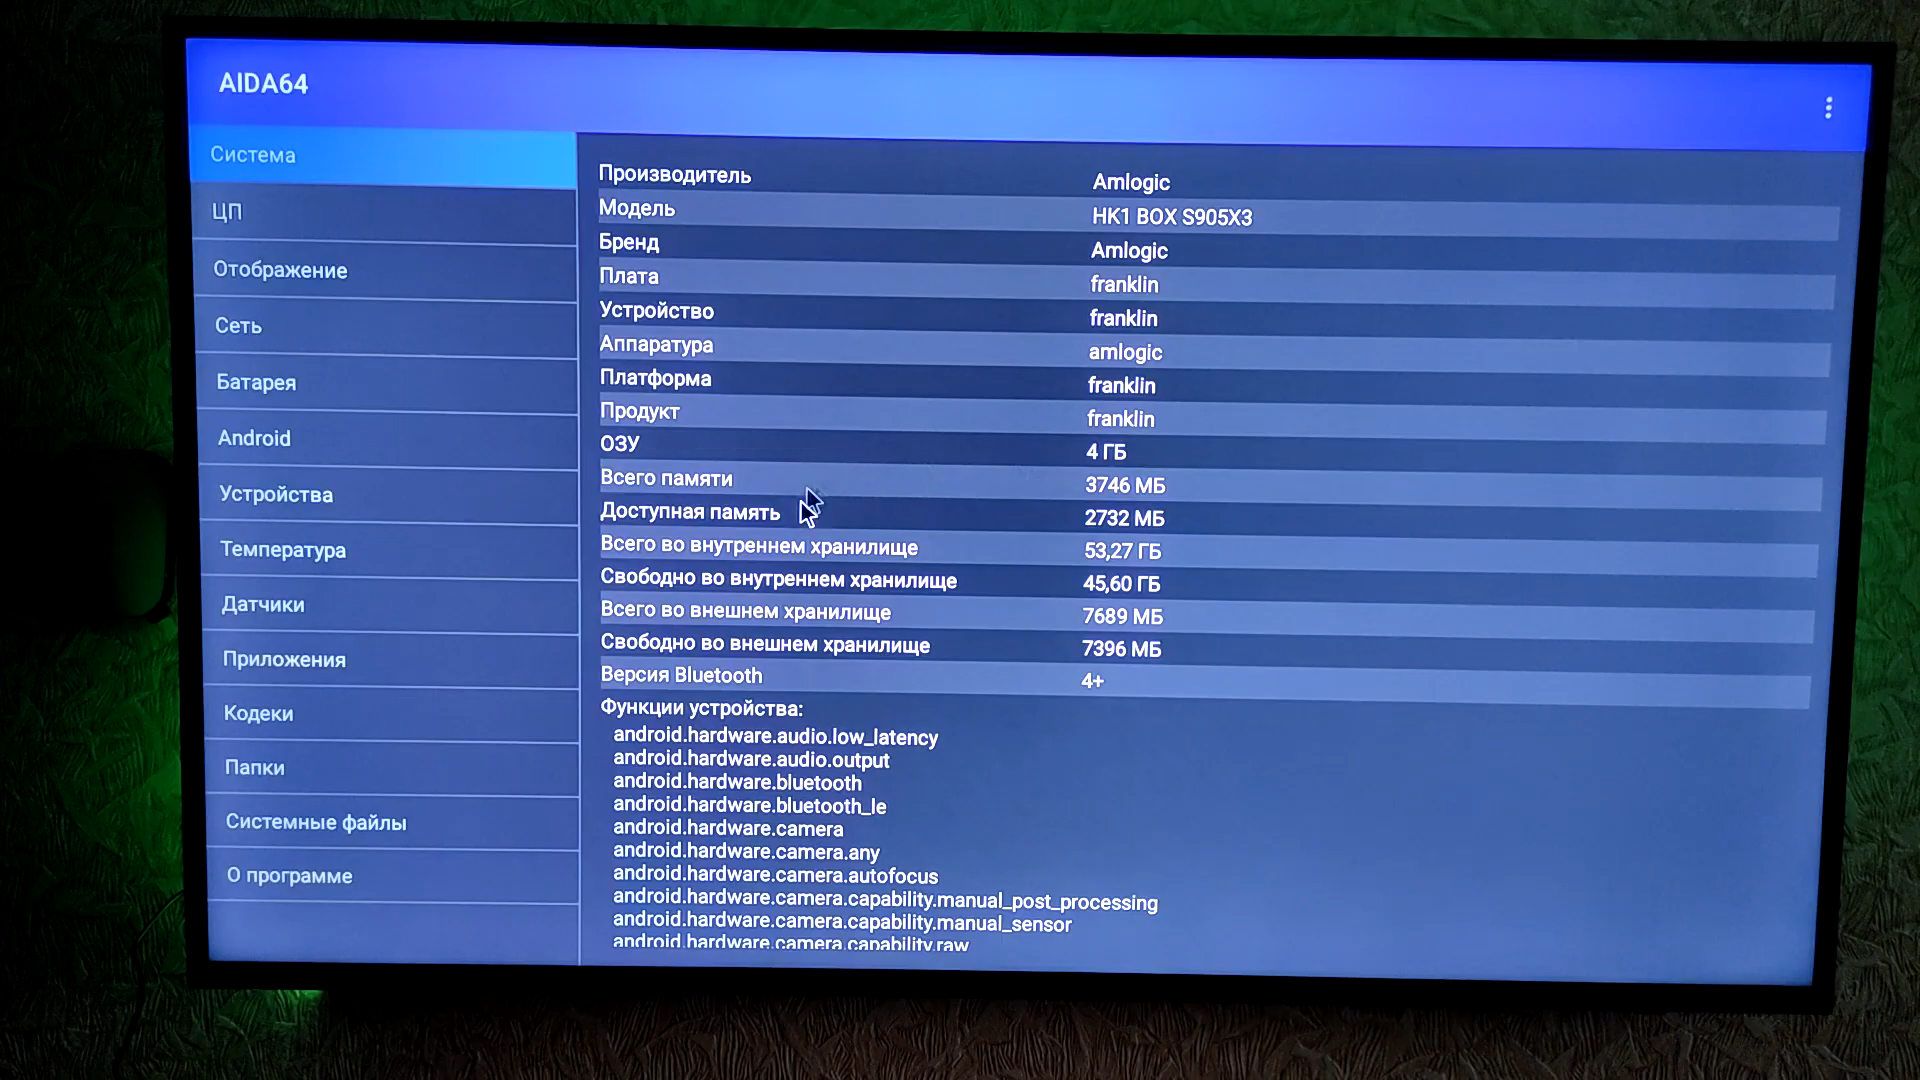 AIDA64
Система
ЦП
Отображение
Сеть
Батарея
Android
Устройства
Температура
Датчики
Приложения
Кодеки
Папки
Системные файлы
О программе
Производитель Amlogic
Модель HK1 BOX S905X3
Бренд Amlogic
Плата franklin
Устройство franklin
Аппаратура amlogic
Платформа franklin
Продукт franklin
ОЗУ 4 ГБ
Всего памяти 3746 МБ
Доступная память 2732 МБ
Всего во внутреннем хранилище 53,27 ГБ
Свободно во внутреннем хранилище 45,60 ГБ
Всего во внешнем хранилище 7689 МБ
Свободно во внешнем хранилище 7396 МБ
Версия Bluetooth 4+
Функции устройства:
android.hardware.audio.low_latency
android.hardware.audio.output
android.hardware.bluetooth
android.hardware.bluetooth_le
android.hardware.camera
android.hardware.camera.any
android.hardware.camera.autofocus
android.hardware.camera.capability.manual_post_processing
android.hardware.camera.capability.manual_sensor
android.hardware.camera.capability.raw